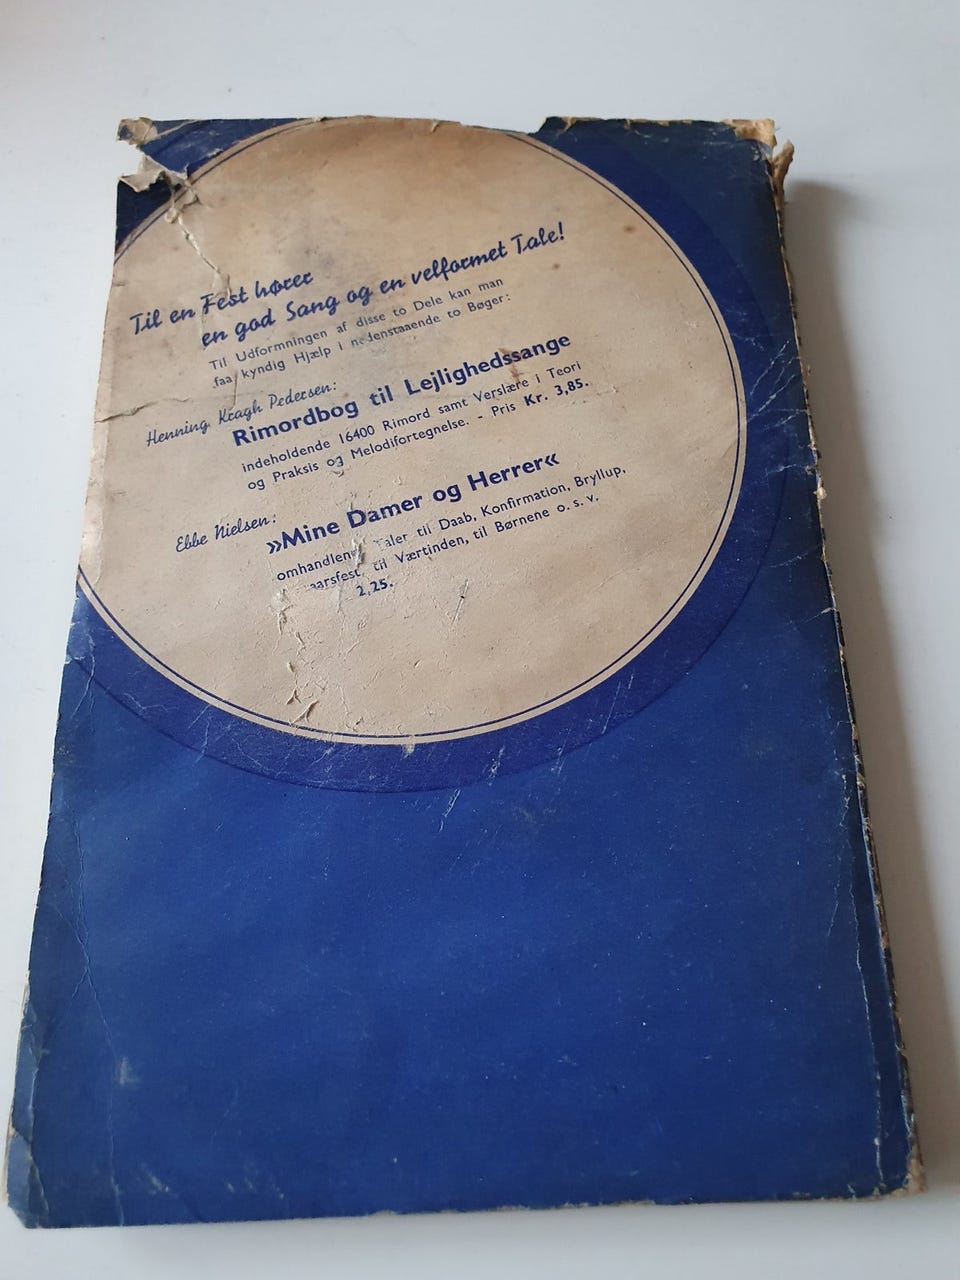 Til en Fest hører
en god Sang og en velformet Tale!
Til Udformningen af disse to Dele kan man
faa kyndig Hjælp i nedenstaaende to Bøger:
Henning Kragh Pedersen:
Rimordbog til Lejlighedssange
indeholdende 16400 Rimord samt Verslære i Teori
og Praksis og Melodifortegnelse. - Pris Kr. 3,85.
Ebbe Nielsen:
»Mine Damer og Herrer«
omhandlende Taler til Daab, Konfirmation, Bryllup,
til Værtinden, til Børnene o. s. v.
2,25.